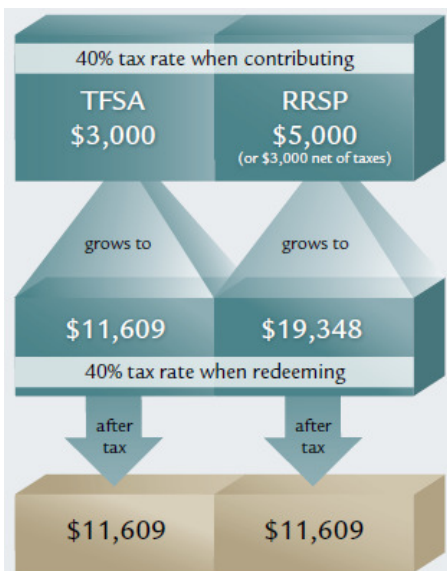 40% tax rate when contributing
TFSA
$3,000
RRSP
$5,000
(or $3,000 net of taxes)
grows to
grows to
$11,609
$19,348
40% tax rate when redeeming
after
tax
after
tax
$11,609
$11,609